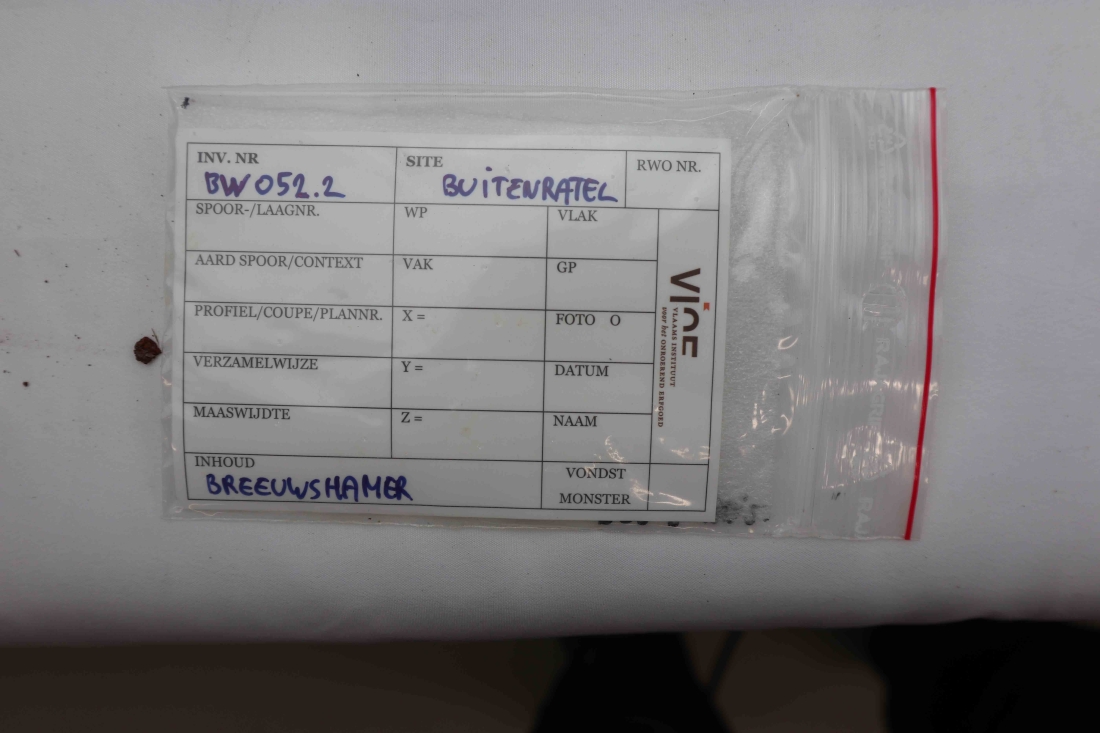 INV. NR SITE RWO NR.
BW052.2 BUITENRATEL
SPOOR-/LAAGNR. WP VLAK
AARD SPOOR/CONTEXT VAK GP
PROFIEL/COUPE/PLANNR. X = FOTO O
VERZAMELWIJZE Y = DATUM
MAASWIJDTE Z = NAAM
INHOUD VONDST
BREEUWSHAMER MONSTER
VIOE
VLAAMS INSTITUUT
voor het ONROEREND ERFGOED